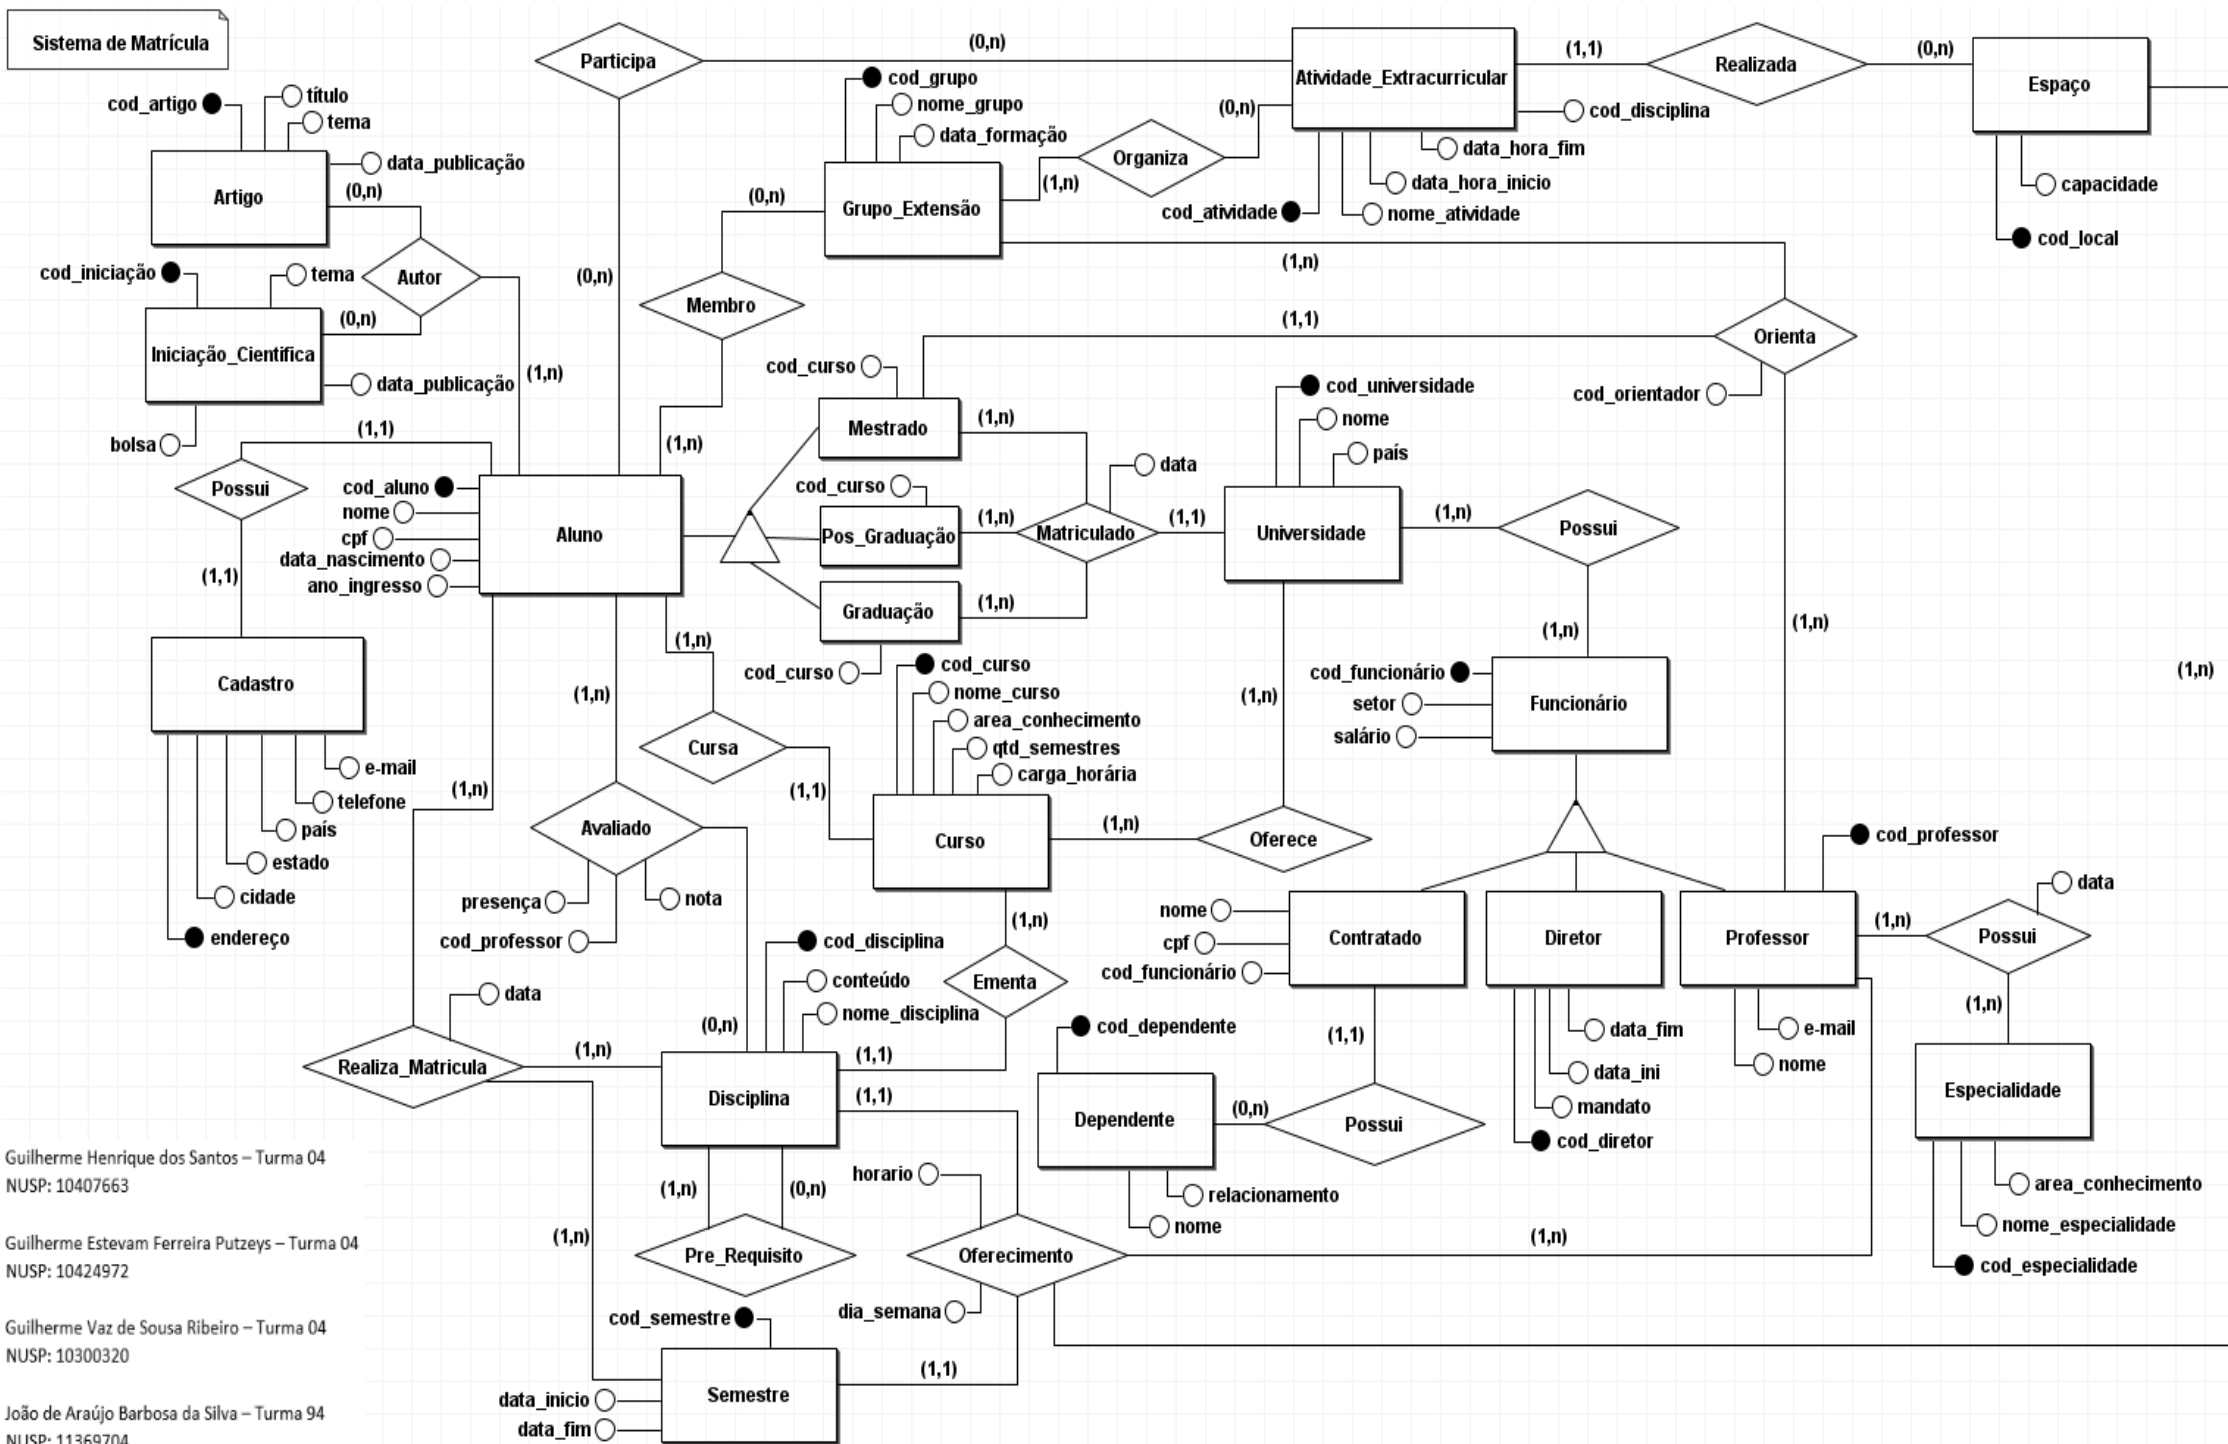 Sistema de Matrícula
Participa
(0,n)
Atividade_Extracurricular
(1,1)
Realizada
(0,n)
Espaço
cod_artigo
título
tema
data_publicação
Artigo
(0,n)
cod_grupo
nome_grupo
data_formação
Grupo_Extensão
(0,n)
(1,n)
Organiza
(0,n)
cod_disciplina
data_hora_fim
data_hora_inicio
nome_atividade
cod_atividade
capacidade
cod_local
cod_iniciação
tema
Autor
(0,n)
Iniciação_Cientifica
data_publicação
bolsa
(1,n)
(0,n)
Membro
(1,n)
(1,n)
(1,1)
Orienta
cod_orientador
(1,n)
(1,1)
Possui
(1,1)
cod_aluno
nome
cpf
data_nascimento
ano_ingresso
Aluno
cod_curso
Mestrado
(1,n)
cod_curso
Pos_Graduação
(1,n)
Graduação
(1,n)
cod_curso
data
Matriculado
(1,1)
cod_universidade
nome
país
Universidade
(1,n)
Possui
(1,n)
(1,n)
cod_funcionário
setor
salário
Funcionário
(1,n)
Cadastro
e-mail
telefone
país
estado
cidade
endereço
(1,n)
(1,n)
(1,n)
Cursa
(1,1)
cod_curso
nome_curso
area_conhecimento
qtd_semestres
carga_horária
Curso
(1,n)
Oferece
Avaliado
presença
cod_professor
nota
(0,n)
(1,n)
Ementa
(1,1)
nome
cpf
cod_funcionário
Contratado
Diretor
Professor
cod_professor
(1,n)
Possui
data
(1,n)
data_fim
data_ini
mandato
cod_diretor
e-mail
nome
Especialidade
area_conhecimento
nome_especialidade
cod_especialidade
data
Realiza_Matricula
(1,n)
cod_disciplina
conteúdo
nome_disciplina
Disciplina
(1,1)
(1,n)
(0,n)
Pre_Requisito
cod_dependente
Dependente
(0,n)
Possui
(1,1)
relacionamento
nome
horario
Oferecimento
(1,n)
dia_semana
(1,n)
cod_semestre
Semestre
(1,1)
data_inicio
data_fim
Guilherme Henrique dos Santos – Turma 04
NUSP: 10407663
Guilherme Estevam Ferreira Putzeys – Turma 04
NUSP: 10424972
Guilherme Vaz de Sousa Ribeiro – Turma 04
NUSP: 10300320
João de Araújo Barbosa da Silva – Turma 94
NUSP: 11369704